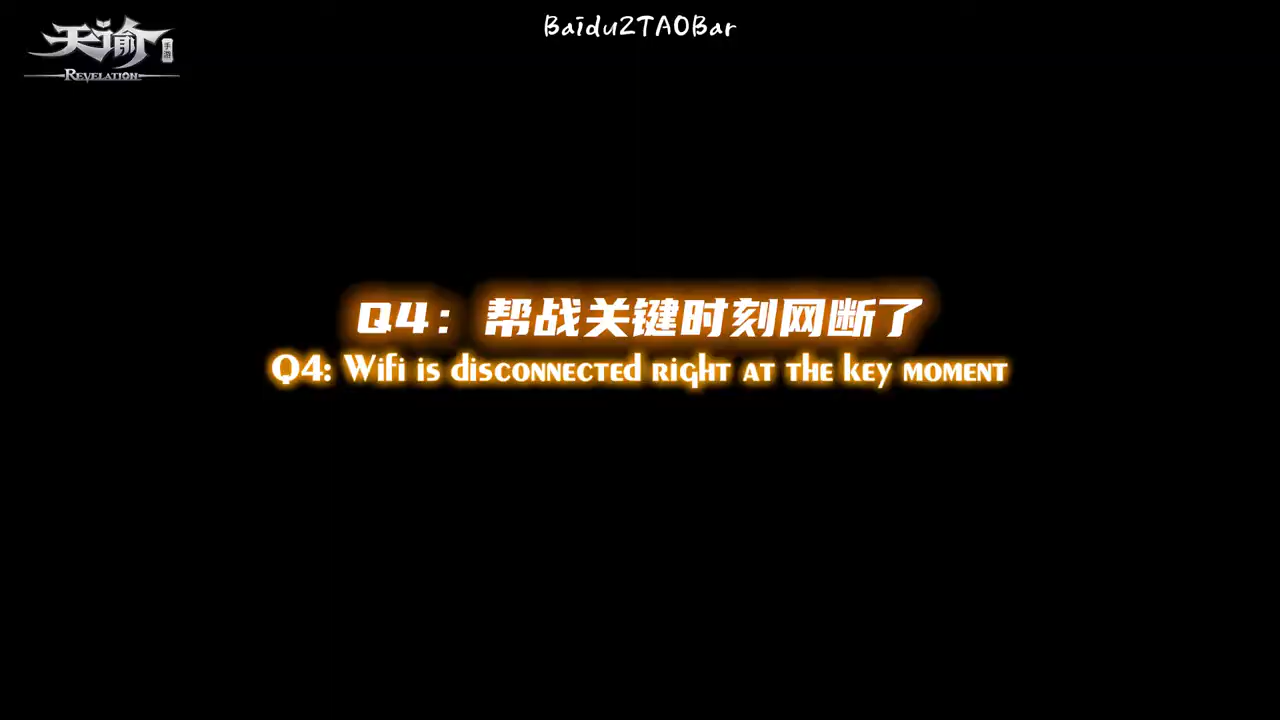 Baidu2TAOBar
天谕
手游
REVELATION
Q4：帮战关键时刻网断了
Q4: Wifi is disconnected right at the key moment